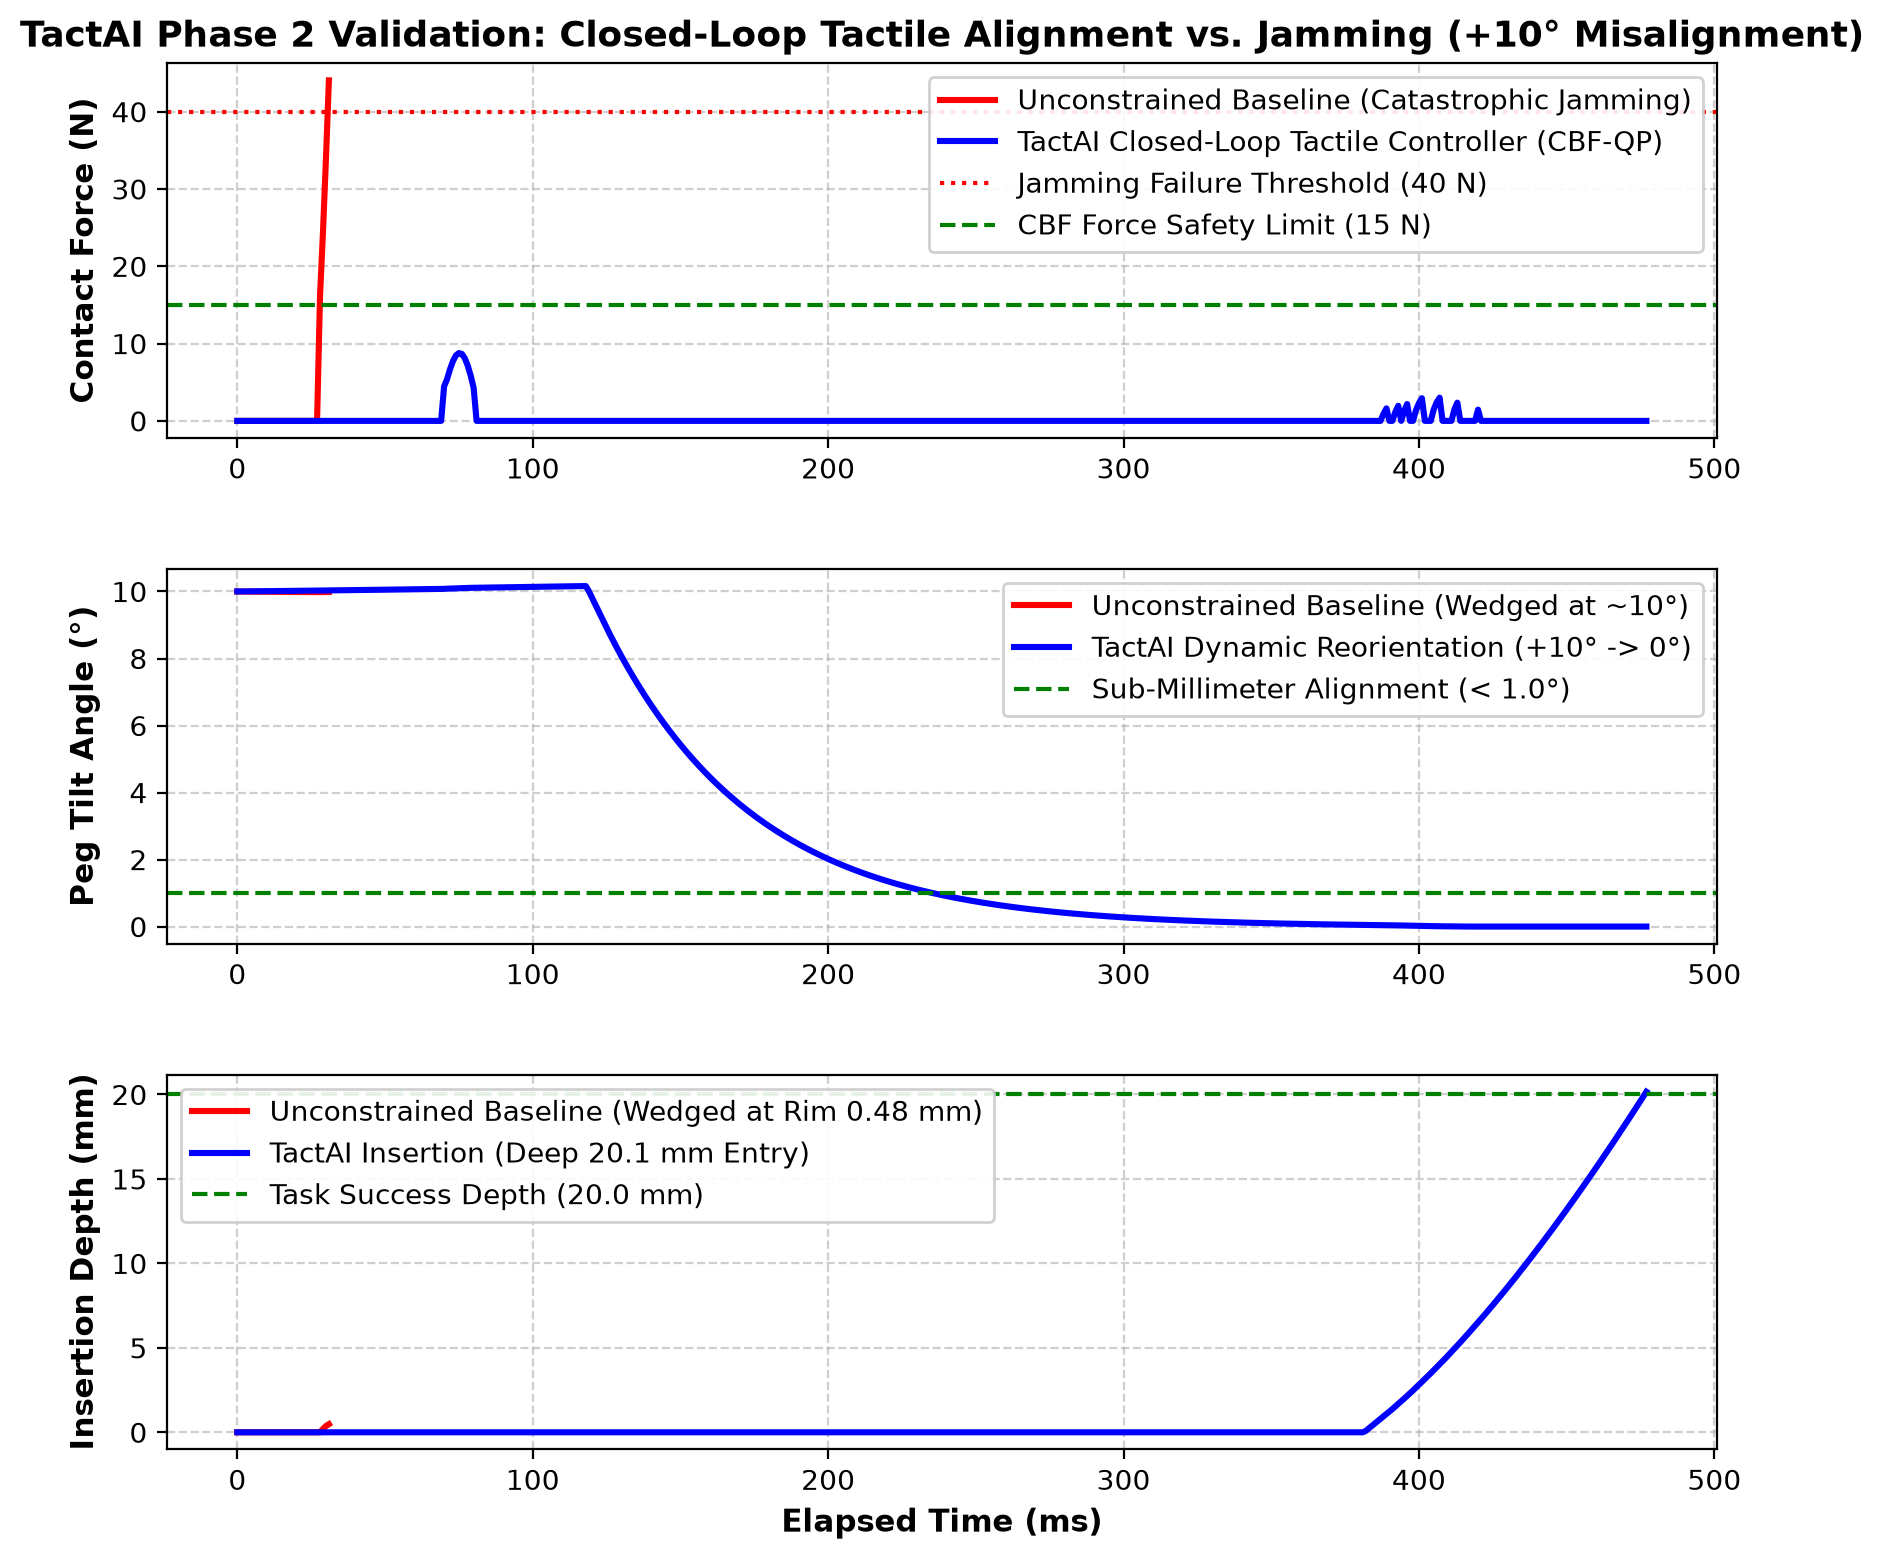 TactAI Phase 2 Validation: Closed-Loop Tactile Alignment vs. Jamming (+10° Misalignment)
Contact Force (N)
40
30
20
10
0
Unconstrained Baseline (Catastrophic Jamming)
TactAI Closed-Loop Tactile Controller (CBF-QP)
Jamming Failure Threshold (40 N)
CBF Force Safety Limit (15 N)
0
100
200
300
400
500
Peg Tilt Angle (°)
10
8
6
4
2
0
Unconstrained Baseline (Wedged at ~10°)
TactAI Dynamic Reorientation (+10° -> 0°)
Sub-Millimeter Alignment (< 1.0°)
0
100
200
300
400
500
Insertion Depth (mm)
20
15
10
5
0
Unconstrained Baseline (Wedged at Rim 0.48 mm)
TactAI Insertion (Deep 20.1 mm Entry)
Task Success Depth (20.0 mm)
0
100
200
300
400
500
Elapsed Time (ms)